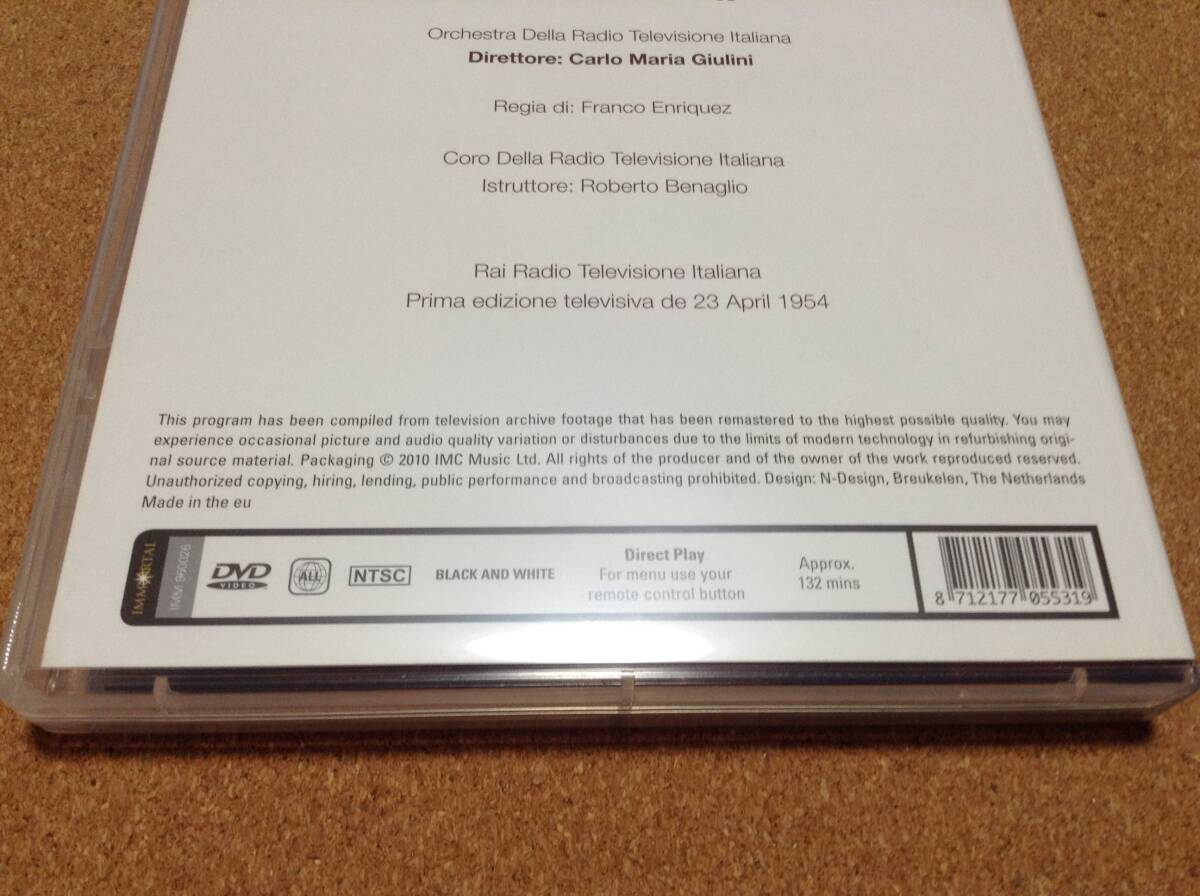 Orchestra Della Radio Televisione Italiana
Direttore: Carlo Maria Giulini
Regia di: Franco Enriquez
Coro Della Radio Televisione Italiana
Istruttore: Roberto Benaglio
Rai Radio Televisione Italiana
Prima edizione televisiva de 23 April 1954
This program has been compiled from television archive footage that has been remastered to the highest possible quality. You may
experience occasional picture and audio quality variation or disturbances due to the limits of modern technology in refurbishing origi-
nal source material. Packaging © 2010 IMC Music Ltd. All rights of the producer and of the owner of the work reproduced reserved.
Unauthorized copying, hiring, lending, public performance and broadcasting prohibited. Design: N-Design, Breukelen, The Netherlands
Made in the eu
IMMORTAL
IMM 960026
DVD
VIDEO
ALL
NTSC
BLACK AND WHITE
Direct Play
For menu use your
remote control button
Approx.
132 mins
8 712177 055319